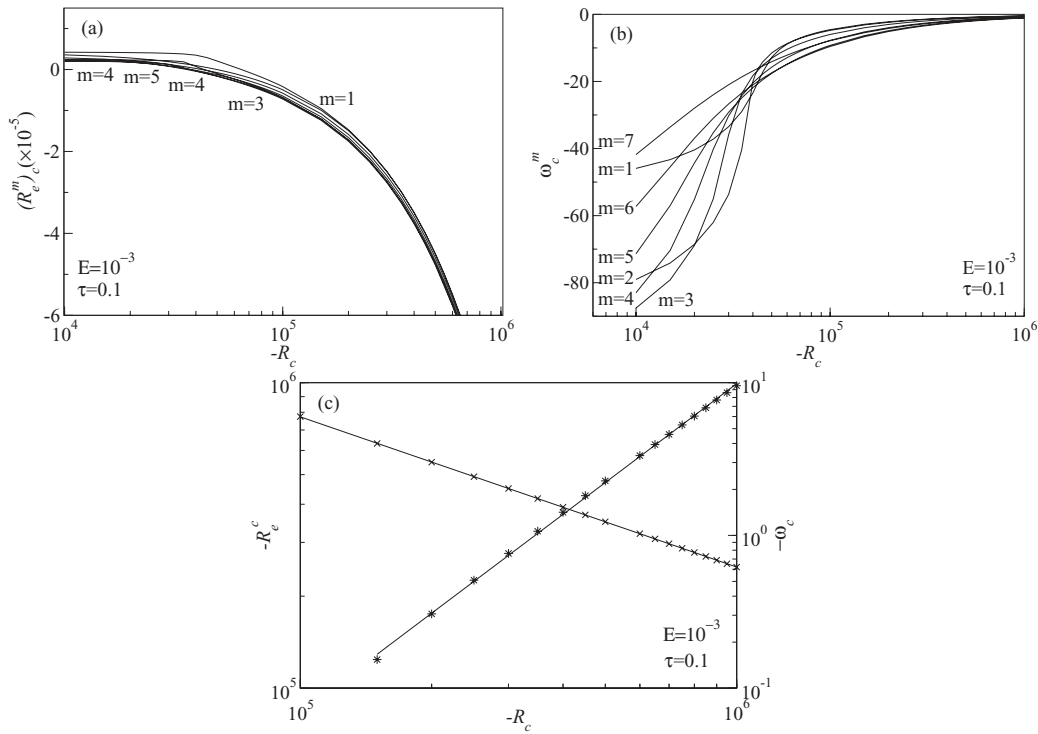 (a)
0
-2
-4
-6
(R_e^m)_c (×10^-5)
m=4
m=5
m=4
m=3
m=1
E=10^−3
τ=0.1
10^4
10^5
10^6
-R_c
(b)
0
-20
-40
-60
-80
ω_c^m
m=7
m=1
m=6
m=5
m=2
m=4
m=3
E=10^−3
τ=0.1
10^4
10^5
10^6
-R_c
(c)
10^6
10^5
-R_e^c
10^1
10^0
10^-1
−ω_c
E=10^−3
τ=0.1
10^5
10^6
-R_c